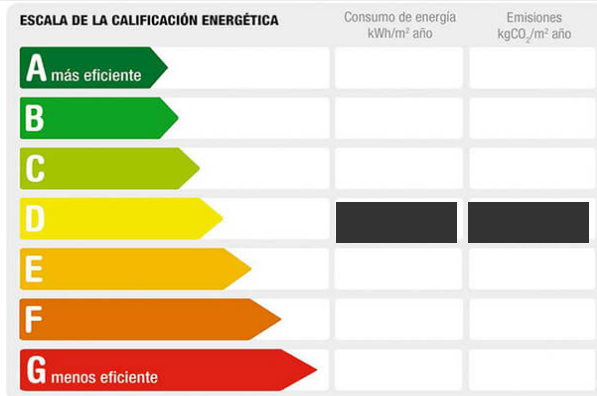 ESCALA DE LA CALIFICACIÓN ENERGÉTICA
Consumo de energía
kWh/m² año
Emisiones
kgCO₂/m² año
A más eficiente
B
C
D
E
F
G menos eficiente